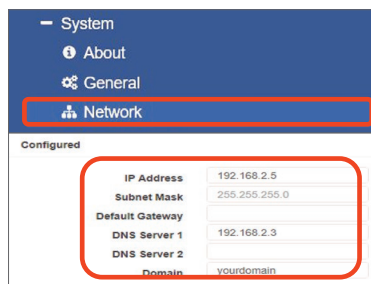 − System
About
General
Network
Configured
IP Address 192.168.2.5
Subnet Mask 255.255.255.0
Default Gateway
DNS Server 1 192.168.2.3
DNS Server 2
Domain yourdomain